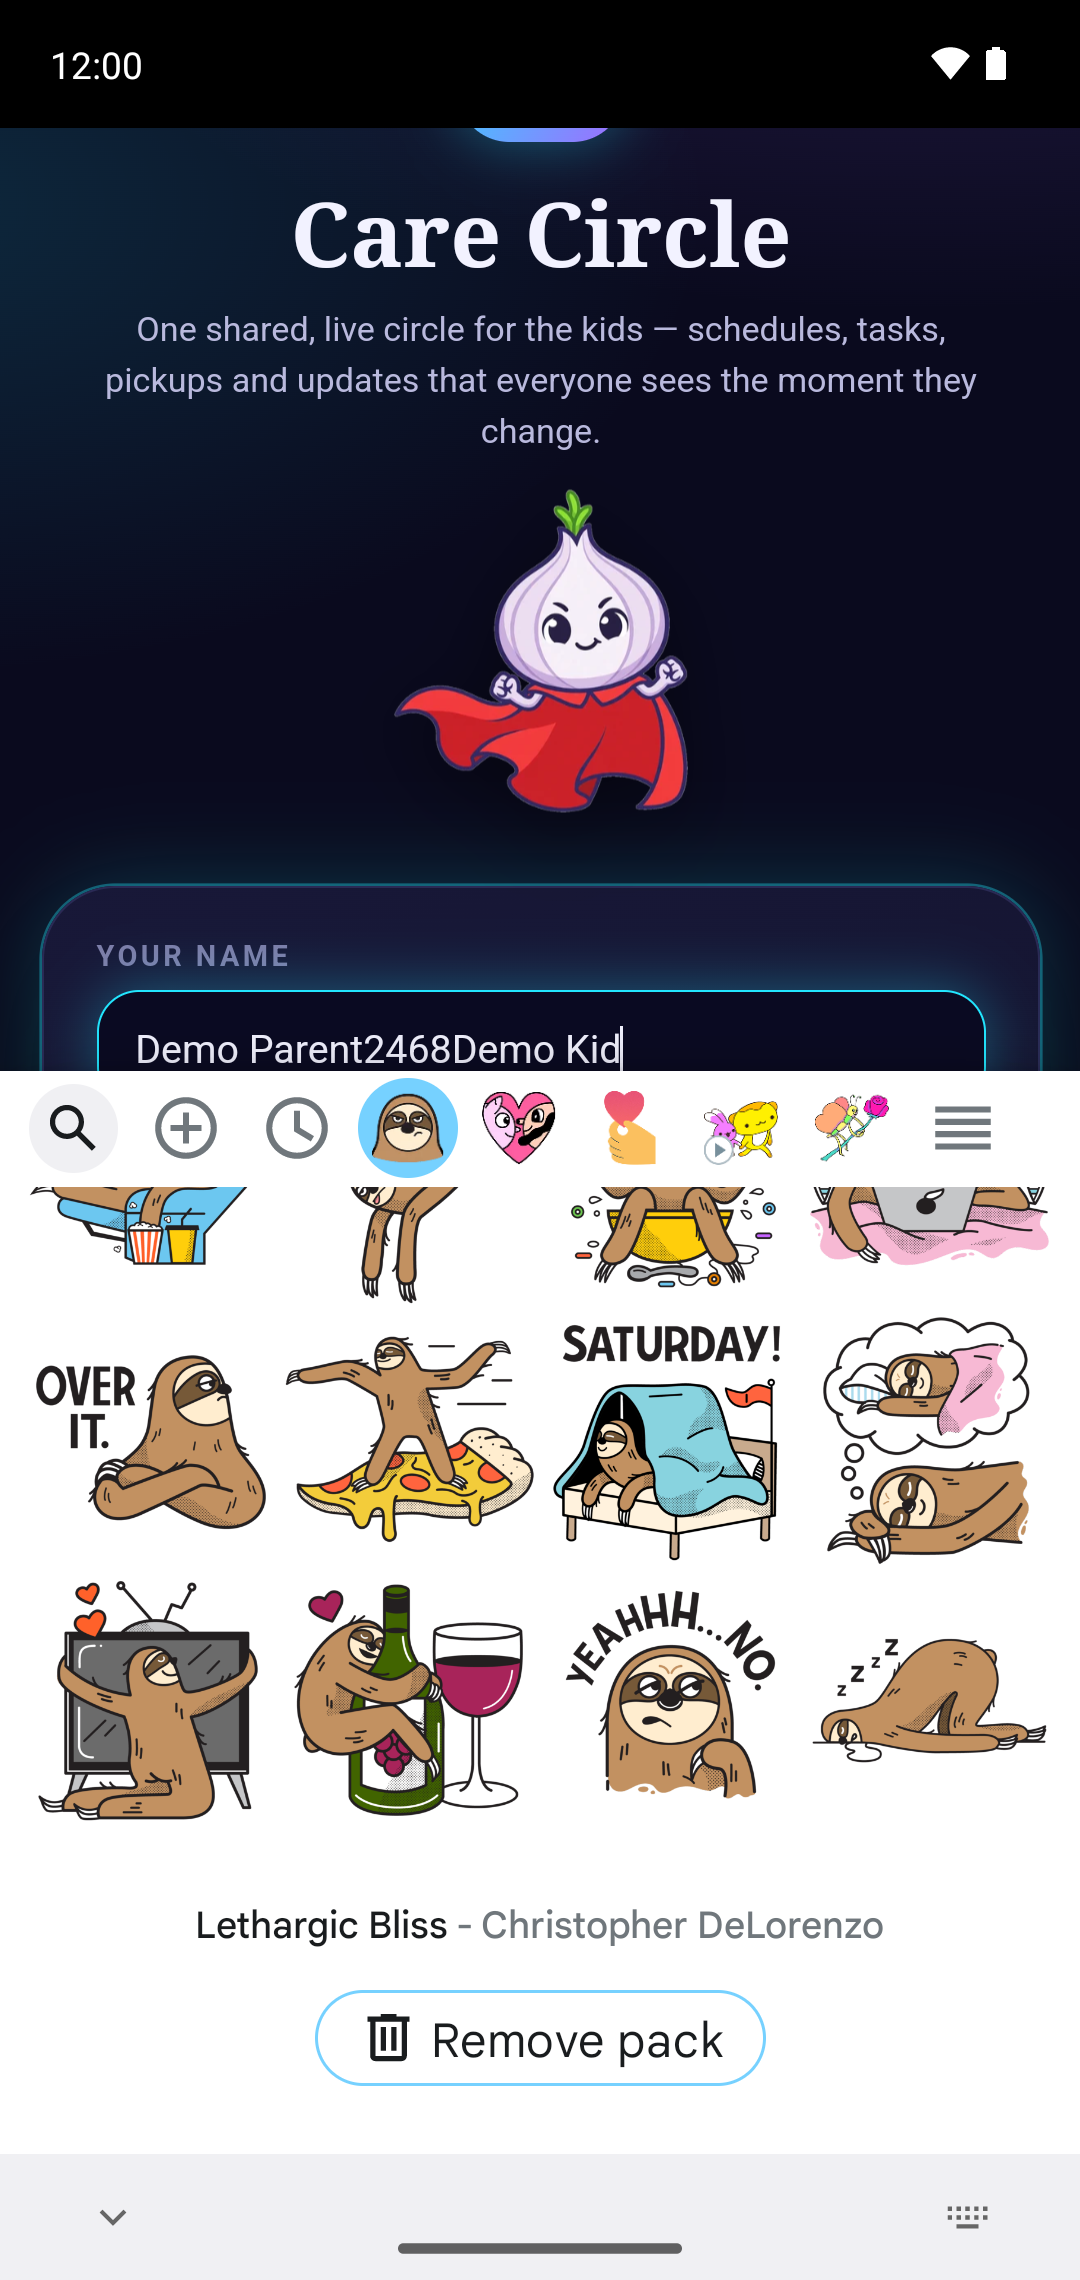 12:00
Care Circle
One shared, live circle for the kids — schedules, tasks,
pickups and updates that everyone sees the moment they
change.
YOUR NAME
Demo Parent2468Demo Kid
OVER
IT.
SATURDAY!
YEAHHH...NO.
z z z z
Lethargic Bliss - Christopher DeLorenzo
Remove pack